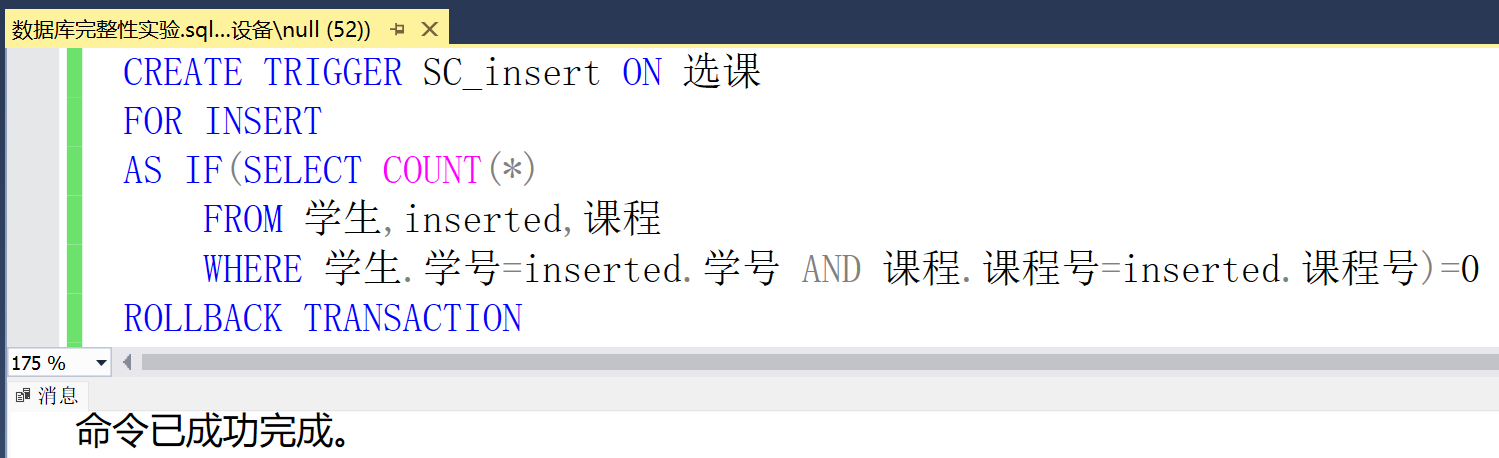 数据库完整性实验.sql...设备\null (52))
CREATE TRIGGER SC_insert ON 选课
FOR INSERT
AS IF(SELECT COUNT(*)
FROM 学生,inserted,课程
WHERE 学生.学号=inserted.学号 AND 课程.课程号=inserted.课程号)=0
ROLLBACK TRANSACTION
175 %
消息
命令已成功完成。